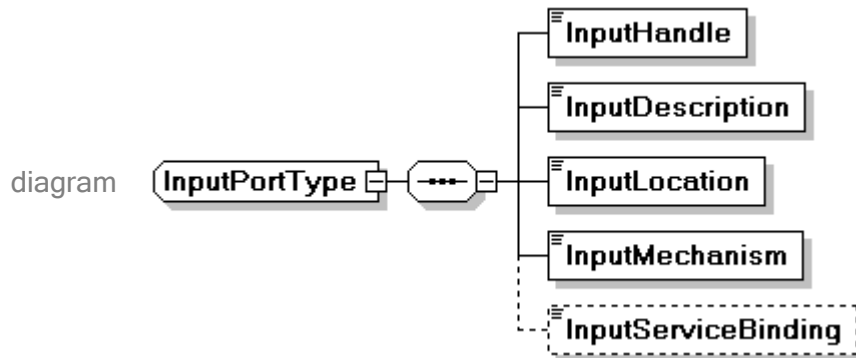 InputHandle
InputDescription
diagram
InputPortType
InputLocation
InputMechanism
InputServiceBinding